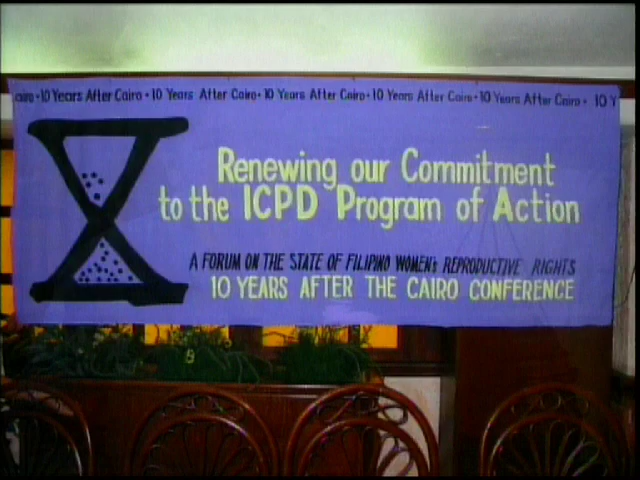 Cairo • 10 Years After Cairo • 10 Years After Cairo • 10 Years After Cairo • 10 Years After Cairo • 10 Years After Cairo • 10 Y
Renewing our Commitment
to the ICPD Program of Action
A FORUM ON THE STATE OF FILIPINO WOMEN's REPRODUCTIVE RIGHTS
10 YEARS AFTER THE CAIRO CONFERENCE